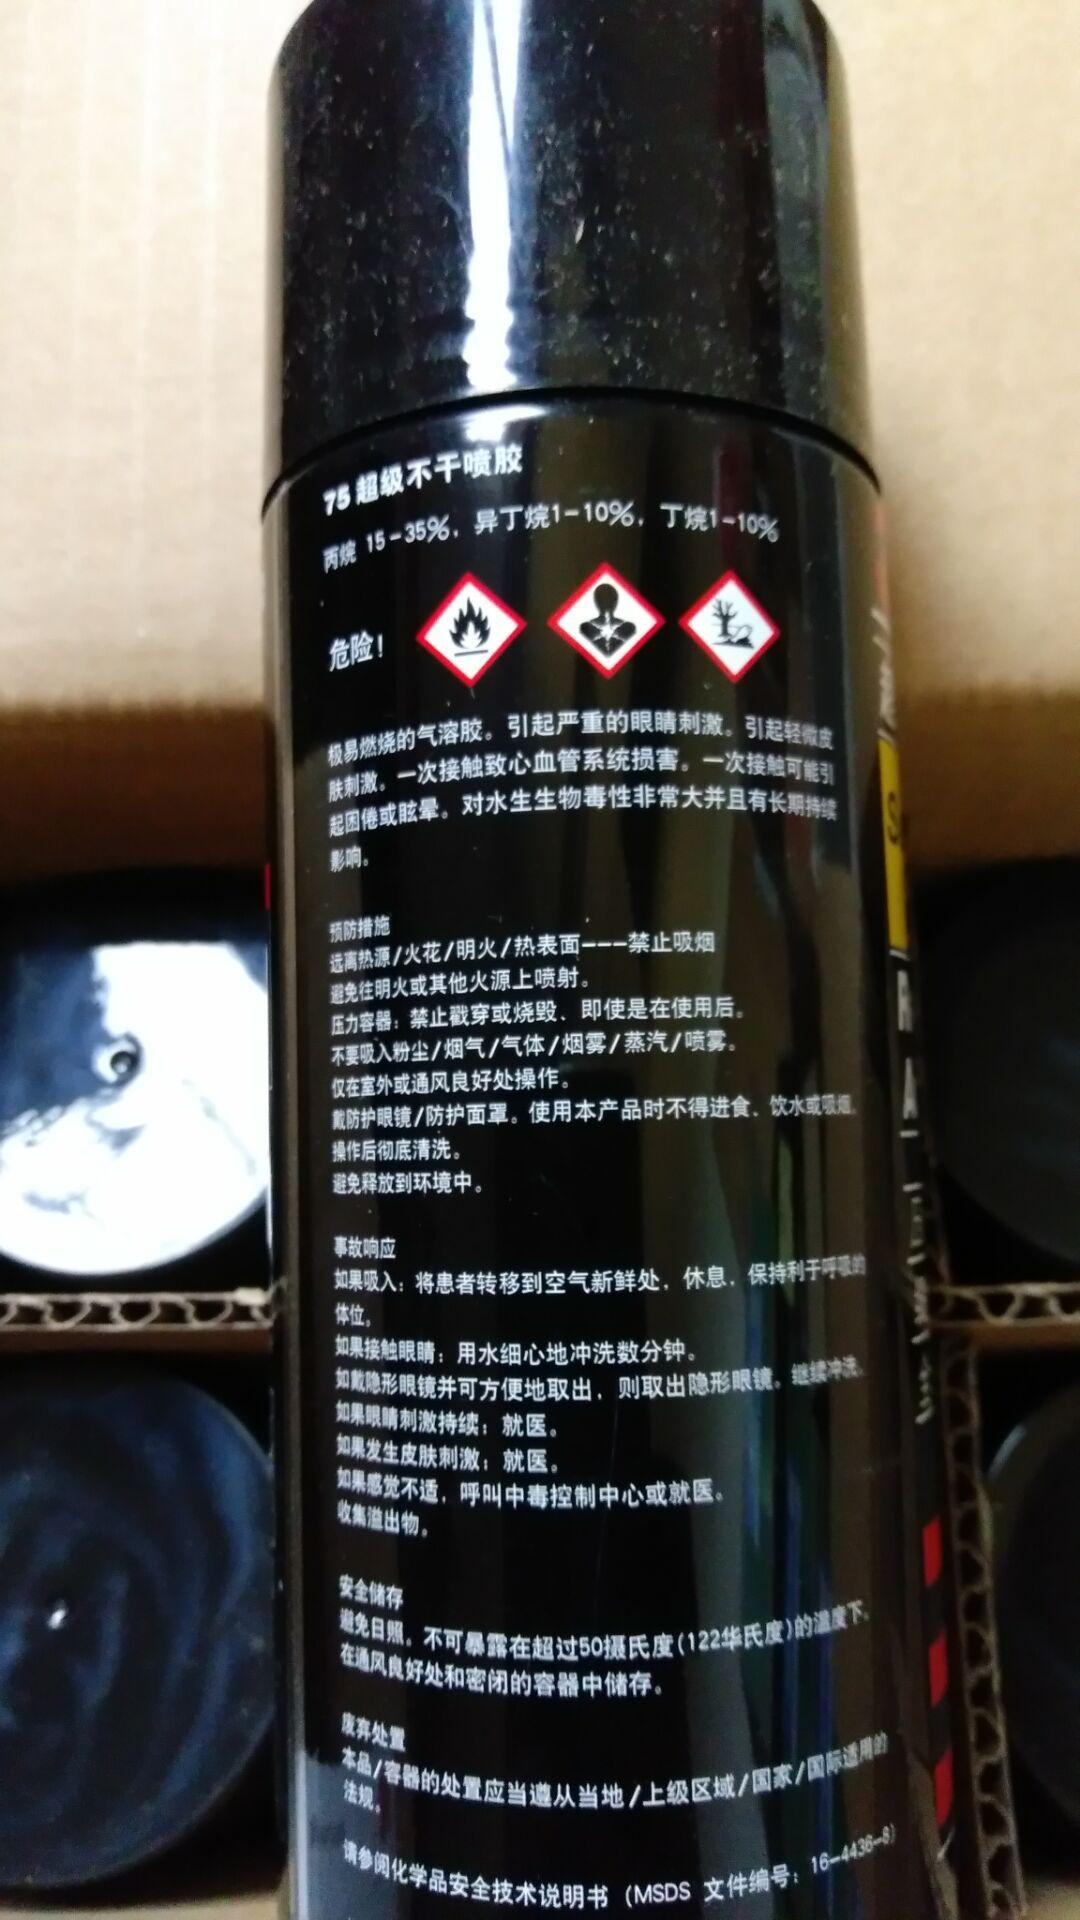 75 超级不干喷胶
丙烷 15-35%, 异丁烷1-10%, 丁烷1-10%
危险!
极易燃烧的气溶胶。引起严重的眼睛刺激。引起轻微皮
肤刺激。一次接触致心血管系统损害。一次接触可能引
起困倦或眩晕。对水生生物毒性非常大并且有长期持续
影响。
预防措施
远离热源/火花/明火/热表面---禁止吸烟
避免往明火或其他火源上喷射。
压力容器:禁止戳穿或烧毁、即使是在使用后。
不要吸入粉尘/烟气/气体/烟雾/蒸汽/喷雾。
仅在室外或通风良好处操作。
戴防护眼镜/防护面罩。使用本产品时不得进食、饮水或吸烟。
操作后彻底清洗。
避免释放到环境中。
事故响应
如果吸入:将患者转移到空气新鲜处,休息,保持利于呼吸的
体位。
如果接触眼睛:用水细心地冲洗数分钟。
如戴隐形眼镜并可方便地取出,则取出隐形眼镜。继续冲洗。
如果眼睛刺激持续:就医。
如果发生皮肤刺激:就医。
如果感觉不适,呼叫中毒控制中心或就医。
收集溢出物。
安全储存
避免日照。不可暴露在超过50摄氏度(122华氏度)的温度下。
在通风良好处和密闭的容器中储存。
废弃处置
本品/容器的处置应当遵从当地/上级区域/国家/国际适用的
法规。
请参阅化学品安全技术说明书 (MSDS 文件编号: 16-4436-8)